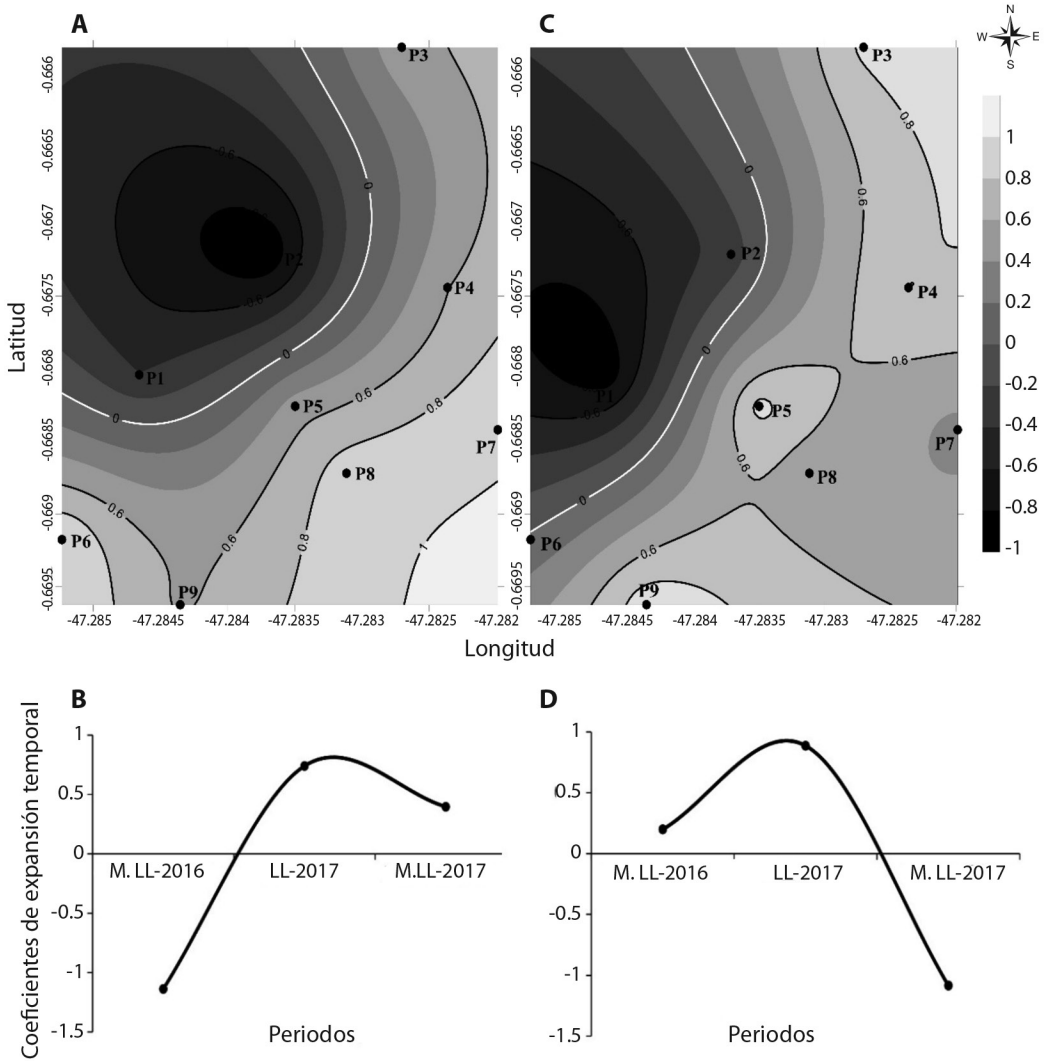 A
C
N
W E
S
P3
P2
P4
P1
P5
P7
P8
P6
P9
-0.6
-0.6
0
0
0
0.6
0.8
0.6
0.6
0.8
1
P3
P2
P4
P1
P5
P7
P8
P6
P9
0.8
0
0.6
-0.6
0
-0.6
0.6
0.6
0
0.6
1
0.8
0.6
0.4
0.2
0
-0.2
-0.4
-0.6
-0.8
-1
Latitud
-0.666
-0.6665
-0.667
-0.6675
-0.668
-0.6685
-0.669
-0.6695
-0.666
-0.6665
-0.667
-0.6675
-0.668
-0.6685
-0.669
-0.6695
-47.285 -47.2845 -47.284 -47.2835 -47.283 -47.2825 -47.282
-47.285 -47.2845 -47.284 -47.2835 -47.283 -47.2825 -47.282
Longitud
B
Coeficientes de expansión temporal
1
0.5
0
-0.5
-1
-1.5
M. LL-2016 LL-2017 M.LL-2017
Periodos
D
1
0.5
0
-0.5
-1
-1.5
M. LL-2016 LL-2017 M. LL-2017
Periodos